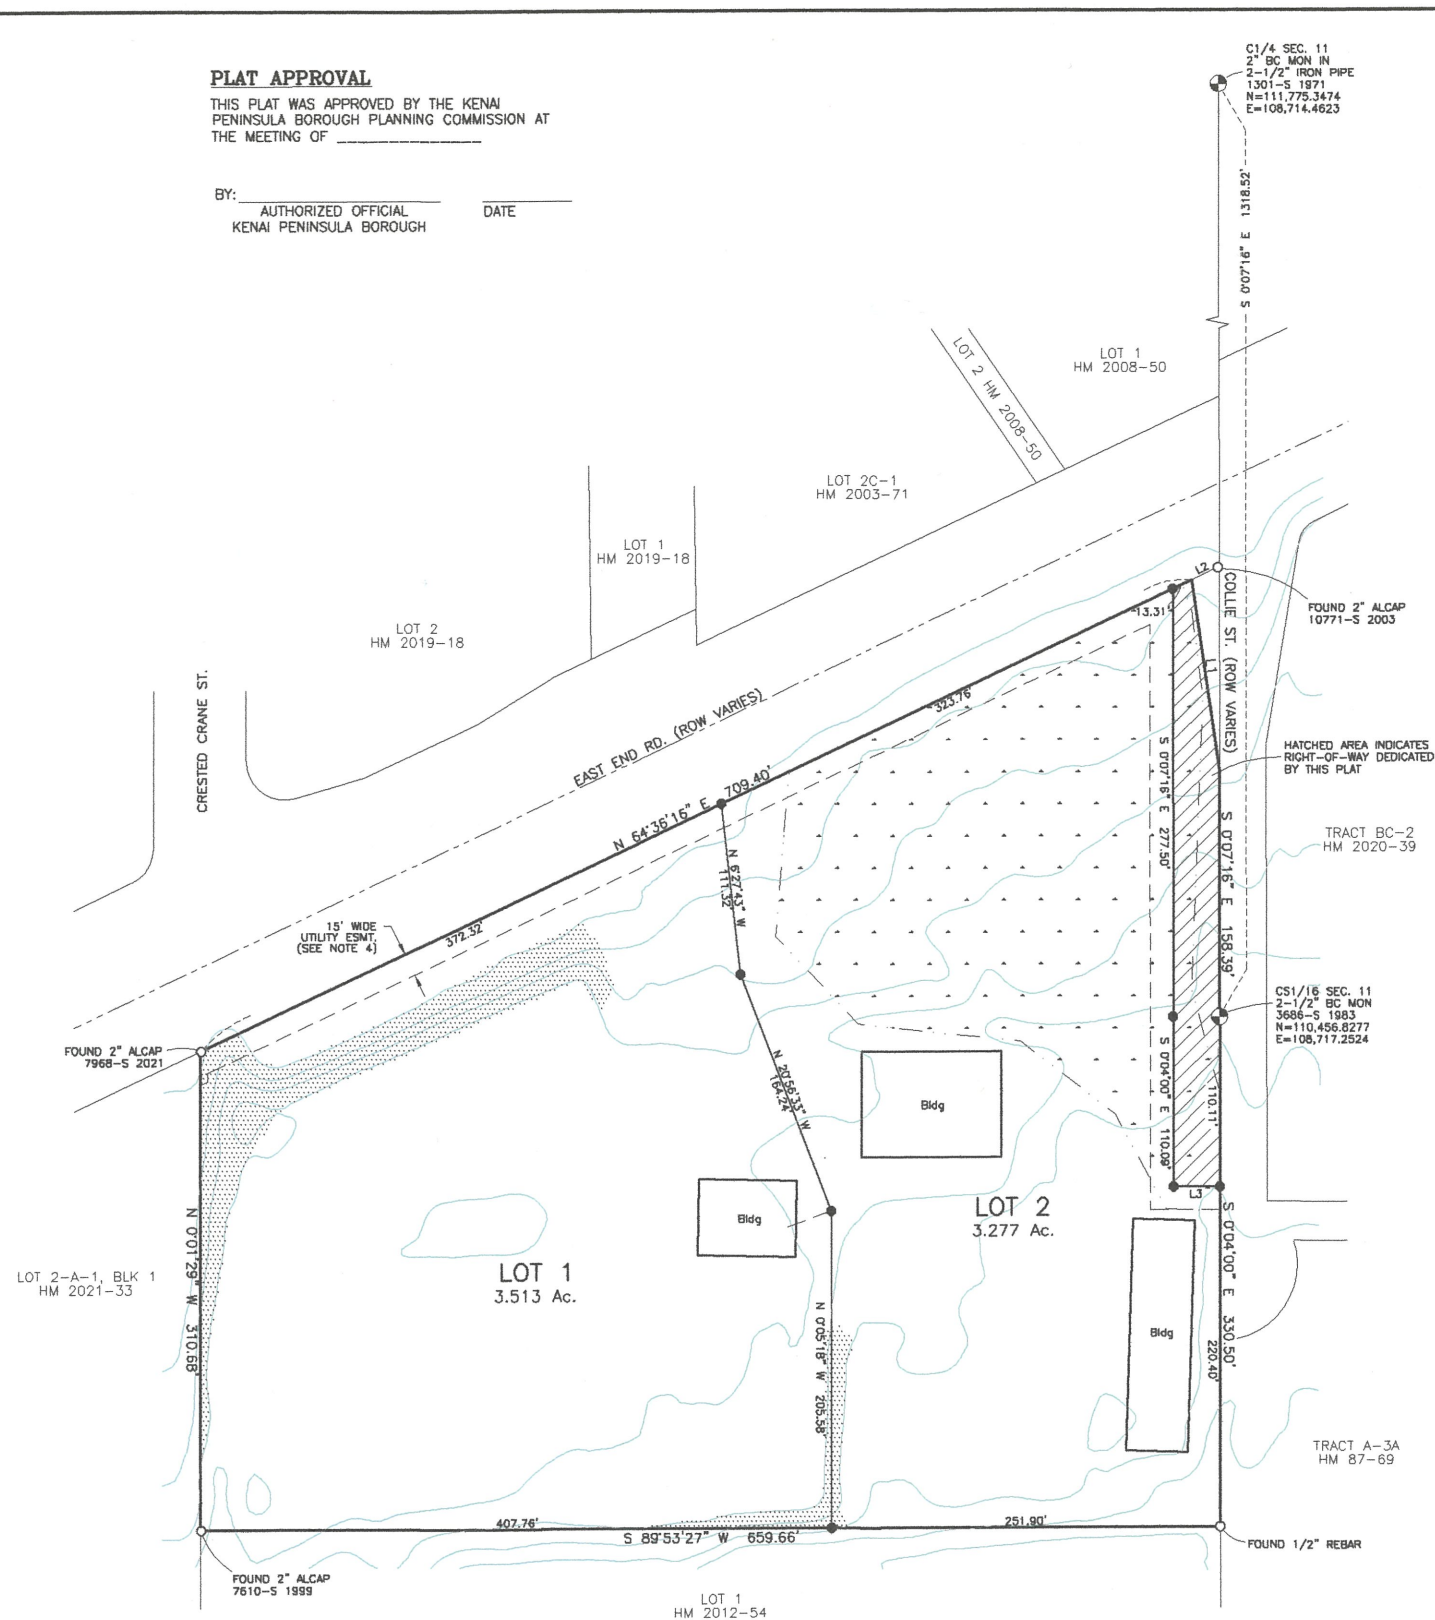 PLAT APPROVAL
THIS PLAT WAS APPROVED BY THE KENAI
PENINSULA BOROUGH PLANNING COMMISSION AT
THE MEETING OF
BY:
AUTHORIZED OFFICIAL
KENAI PENINSULA BOROUGH
DATE
C1/4 SEC. 11
2" BC MON IN
2-1/2" IRON PIPE
1301-S 1971
N=111,775.3474
E=108,714.4623
S 0°07'16" E 1318.52'
LOT 1
HM 2008-50
LOT 2 HM 2008-50
LOT 2C-1
HM 2003-71
LOT 1
HM 2019-18
LOT 2
HM 2019-18
CRESTED CRANE ST.
EAST END RD. (ROW VARIES)
L2
FOUND 2" ALCAP
10771-S 2003
COLLIE ST. (ROW VARIES)
L1
13.31'
323.76'
N 64°36'16" E 709.40'
372.32'
15' WIDE
UTILITY ESMT,
(SEE NOTE 4)
HATCHED AREA INDICATES
RIGHT-OF-WAY DEDICATED
BY THIS PLAT
TRACT BC-2
HM 2020-39
S 0°07'16" E 277.50'
S 0°07'16" E 158.39'
N 6°27'43" W
111.32'
CS1/16 SEC. 11
2-1/2" BC MON
3686-S 1983
N=110,456.8277
E=108,717.2524
FOUND 2" ALCAP
7968-S 2021
N 20°56'33" W
164.24'
S 0°04'00" E 110.09'
110.11'
Bldg
L3
Bldg
LOT 2
3.277 Ac.
LOT 1
3.513 Ac.
LOT 2-A-1, BLK 1
HM 2021-33
N 0°01'29" W 310.68'
N 0°05'18" W 205.58'
Bldg
S 0°04'00" E 330.50'
220.40'
TRACT A-3A
HM 87-69
407.76'
S 89°53'27" W 659.66'
251.90'
FOUND 1/2" REBAR
FOUND 2" ALCAP
7610-S 1999
LOT 1
HM 2012-54